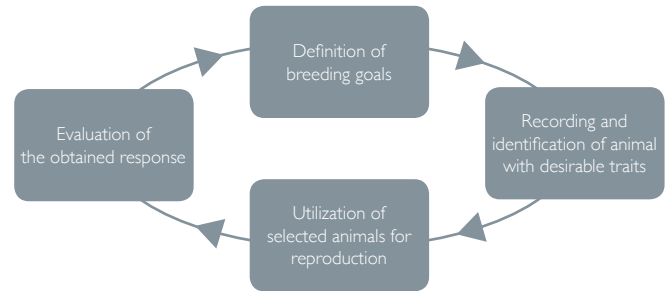 Definition of
breeding goals
Recording and
identification of animal
with desirable traits
Utilization of
selected animals for
reproduction
Evaluation of
the obtained response